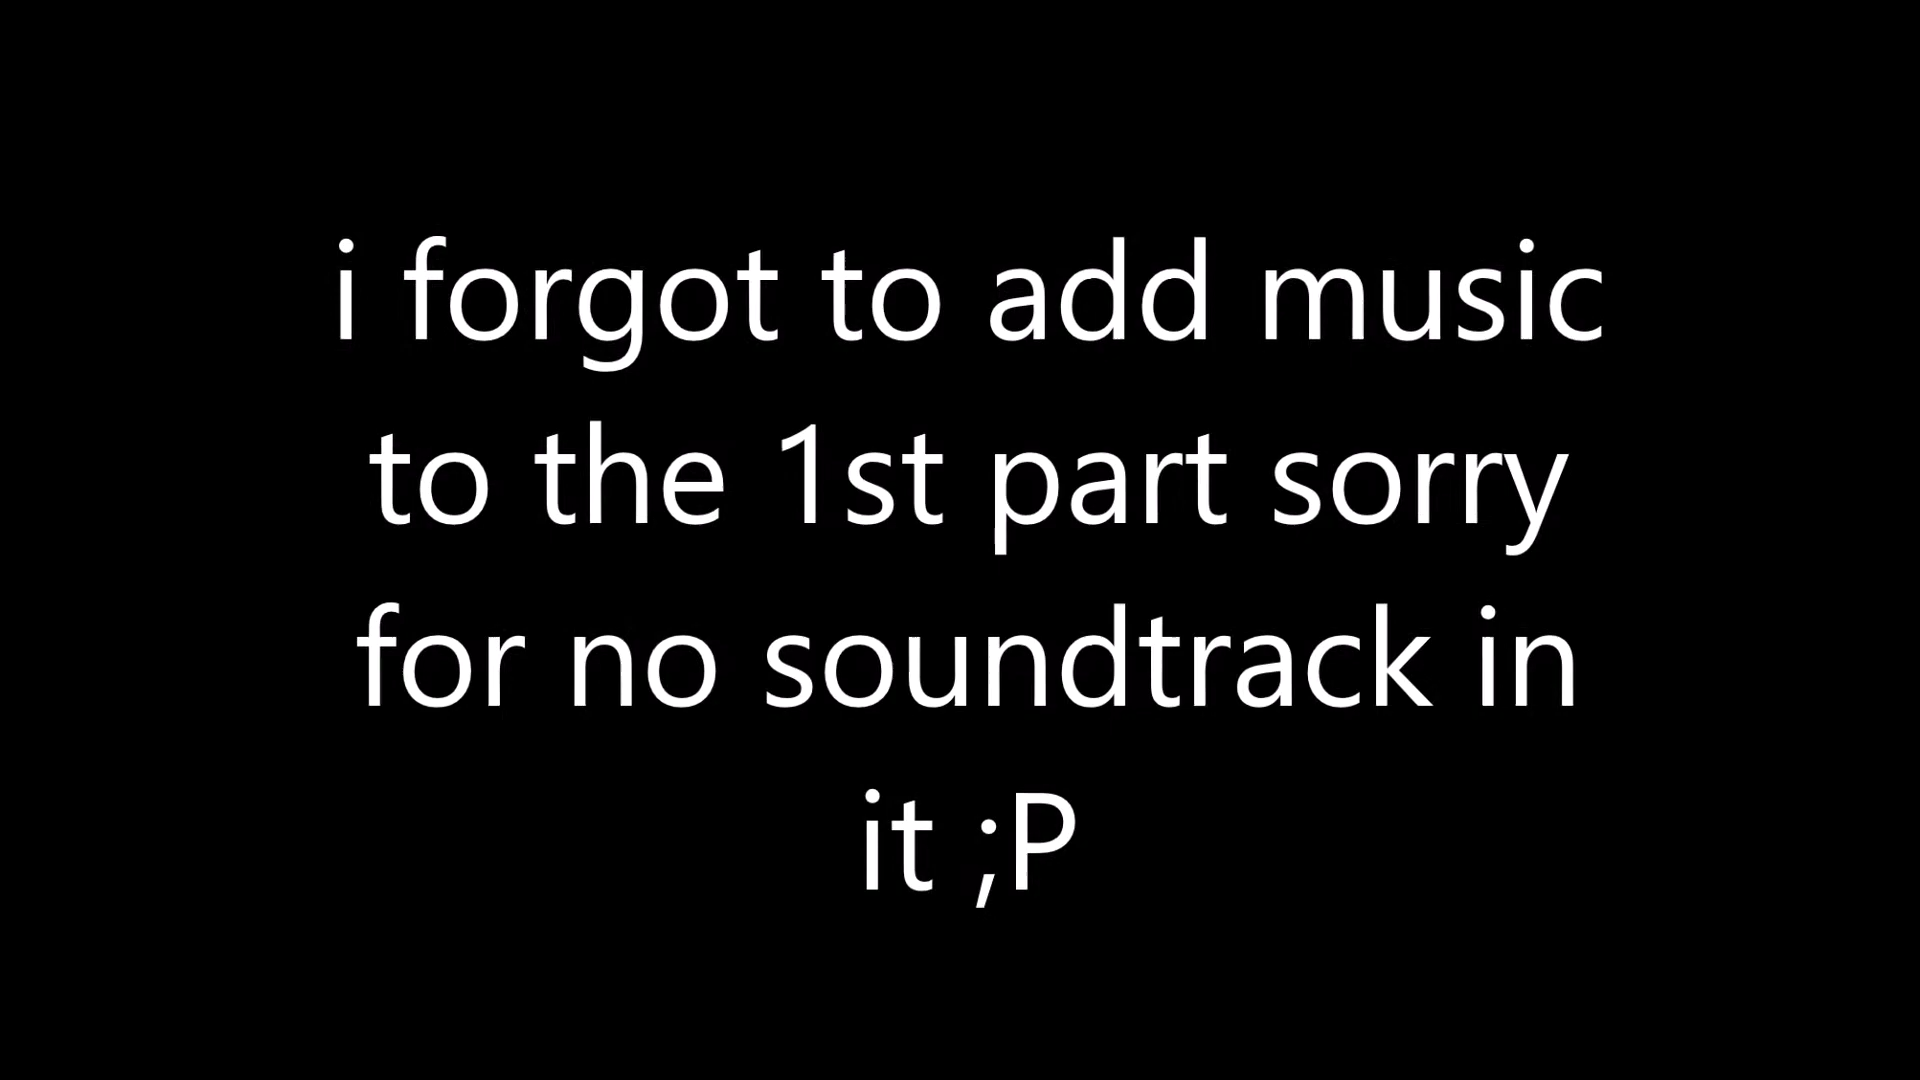 i forgot to add music
to the 1st part sorry
for no soundtrack in
it ;P